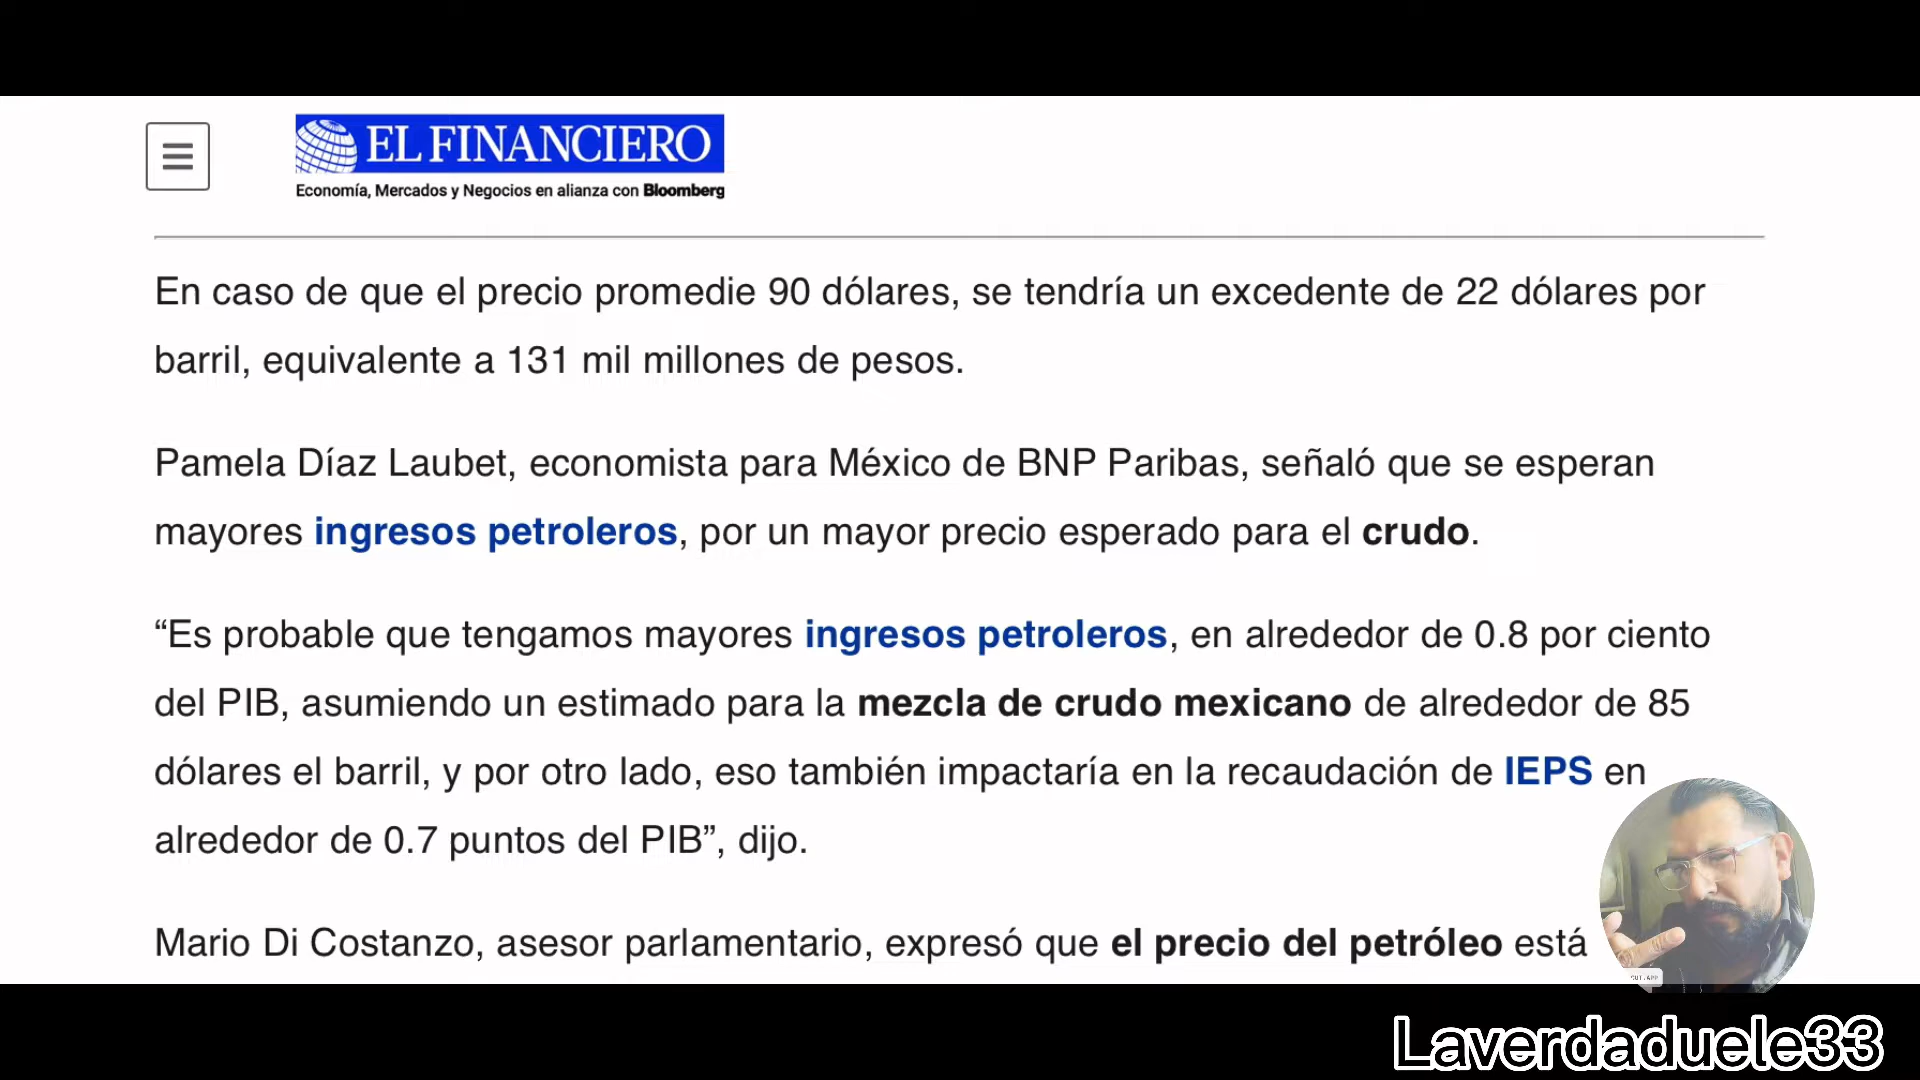 EL FINANCIERO
Economía, Mercados y Negocios en alianza con Bloomberg
En caso de que el precio promedie 90 dólares, se tendría un excedente de 22 dólares por
barril, equivalente a 131 mil millones de pesos.
Pamela Díaz Laubet, economista para México de BNP Paribas, señaló que se esperan
mayores ingresos petroleros, por un mayor precio esperado para el crudo.
“Es probable que tengamos mayores ingresos petroleros, en alrededor de 0.8 por ciento
del PIB, asumiendo un estimado para la mezcla de crudo mexicano de alrededor de 85
dólares el barril, y por otro lado, eso también impactaría en la recaudación de IEPS en
alrededor de 0.7 puntos del PIB”, dijo.
Mario Di Costanzo, asesor parlamentario, expresó que el precio del petróleo está
Laverdaduele33